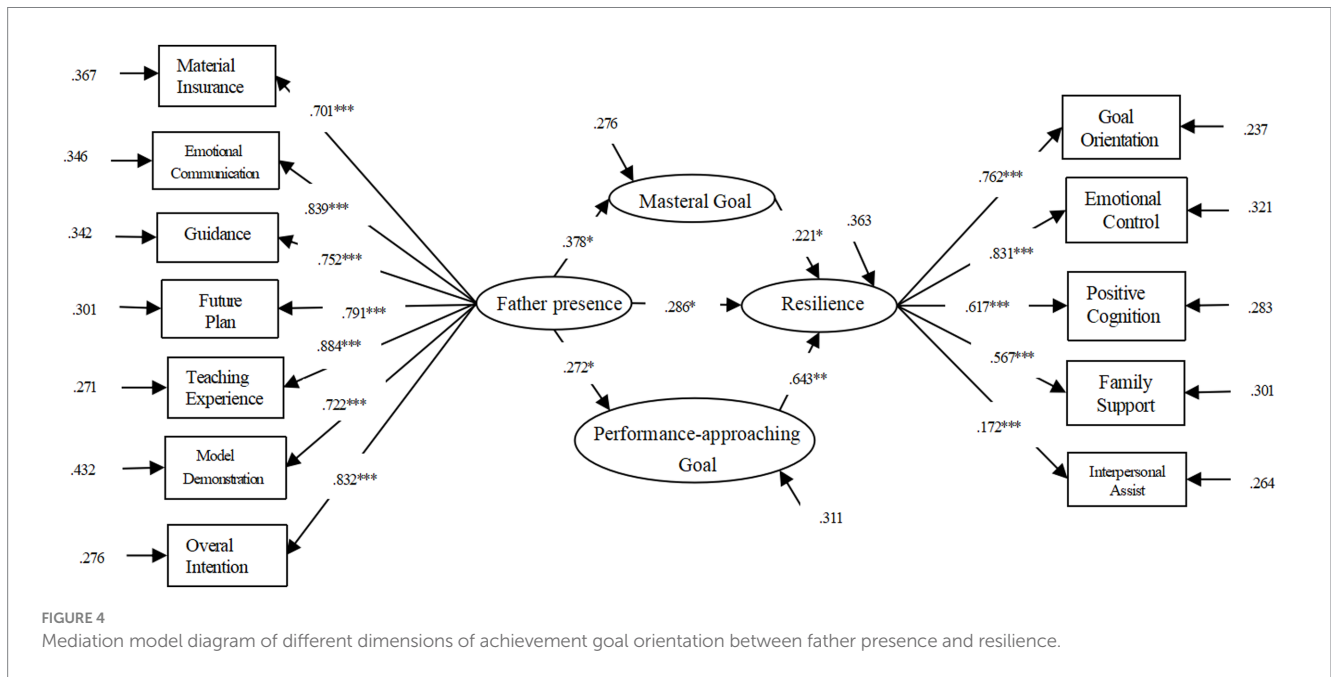 .367
Material
Insurance
.701***
.346
Emotional
Communication
.839***
.342
Guidance
.752***
.301
Future
Plan
.791***
.271
Teaching
Experience
.884***
.432
Model
Demonstration
.722***
.276
Overal
Intention
.832***
Father presence
.276
Masteral Goal
.378*
.221*
.363
.286*
Resilience
.272*
.643**
Performance-approaching
Goal
.311
.762***
Goal
Orientation
.237
.831***
Emotional
Control
.321
.617***
Positive
Cognition
.283
.567***
Family
Support
.301
.172***
Interpersonal
Assist
.264
FIGURE 4
Mediation model diagram of different dimensions of achievement goal orientation between father presence and resilience.